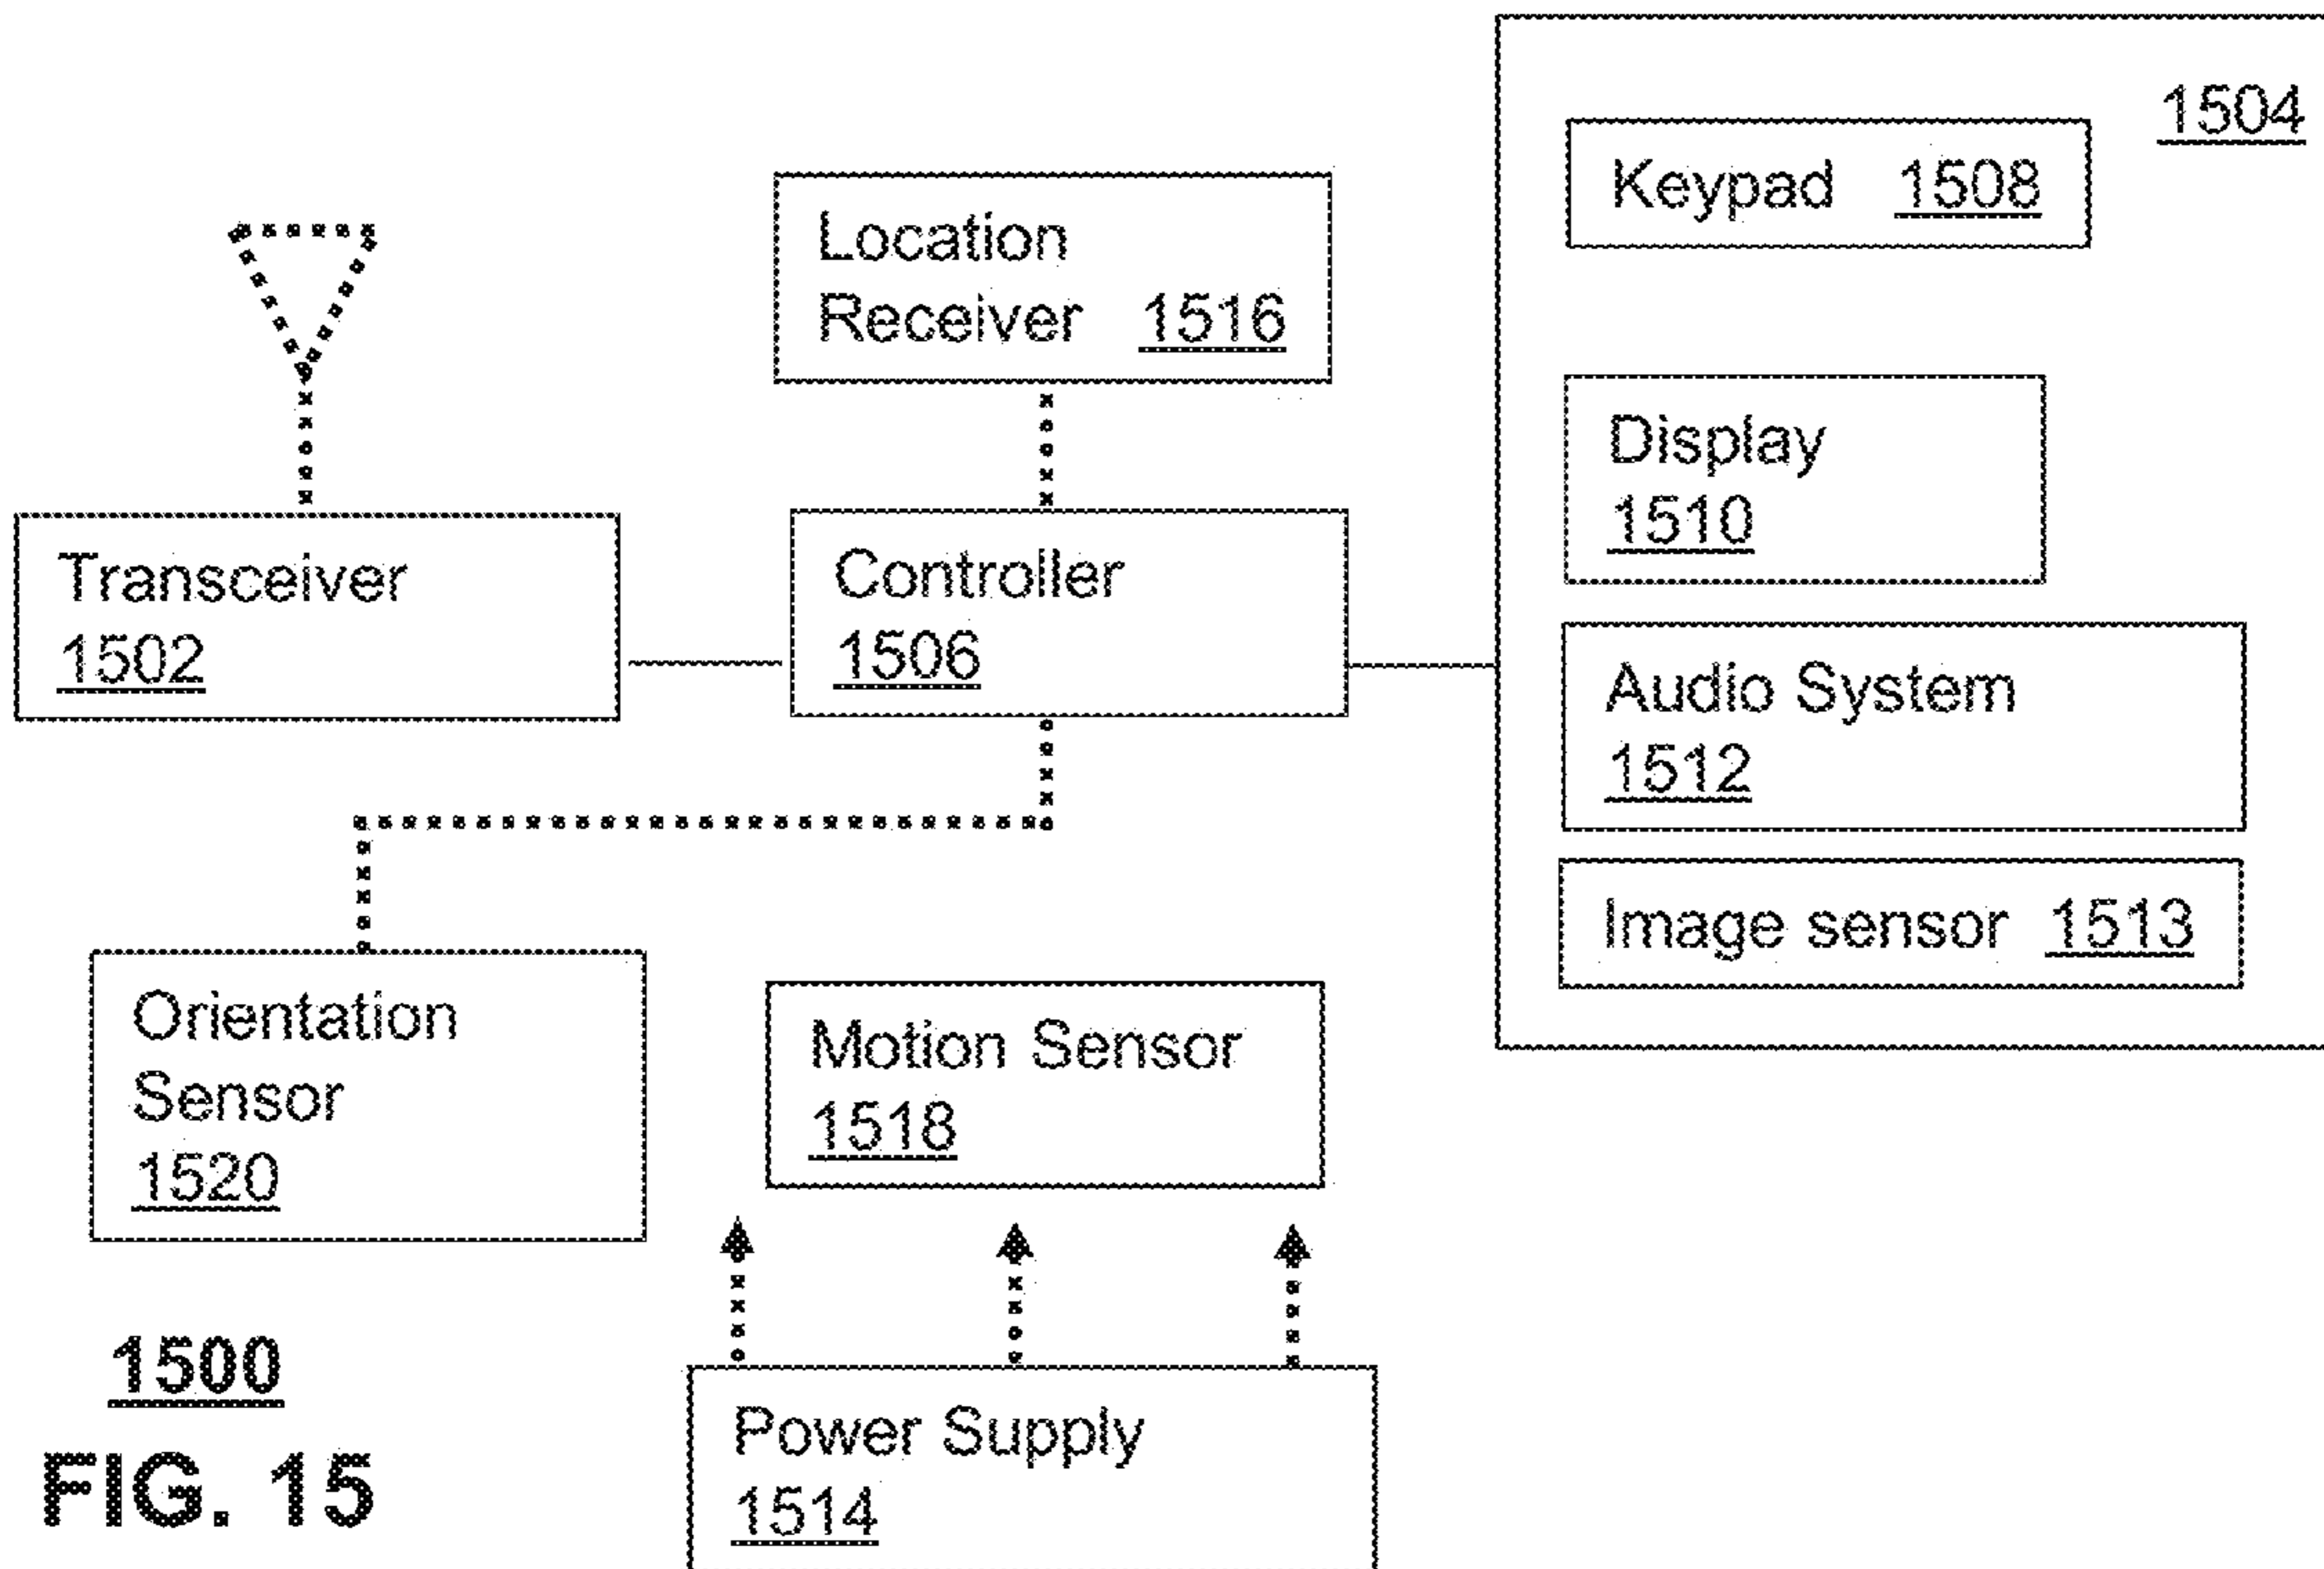 1504
Keypad 1508
Location
Receiver 1516
Display
1510
Transceiver
1502
Controller
1506
Audio System
1512
Image sensor 1513
Orientation
Sensor
1520
Motion Sensor
1518
Power Supply
1514
1500
FIG. 15